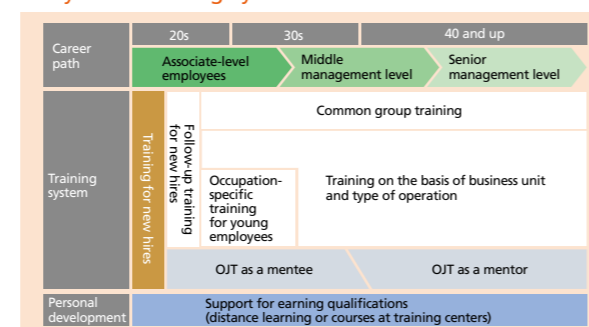 Career
path
20s
30s
40 and up
Associate-level
employees
Middle
management level
Senior
management level
Training
system
Training for new hires
Follow-up training
for new hires
Common group training
Occupation-
specific
training
for young
employees
Training on the basis of business unit
and type of operation
OJT as a mentee
OJT as a mentor
Personal
development
Support for earning qualifications
(distance learning or courses at training centers)